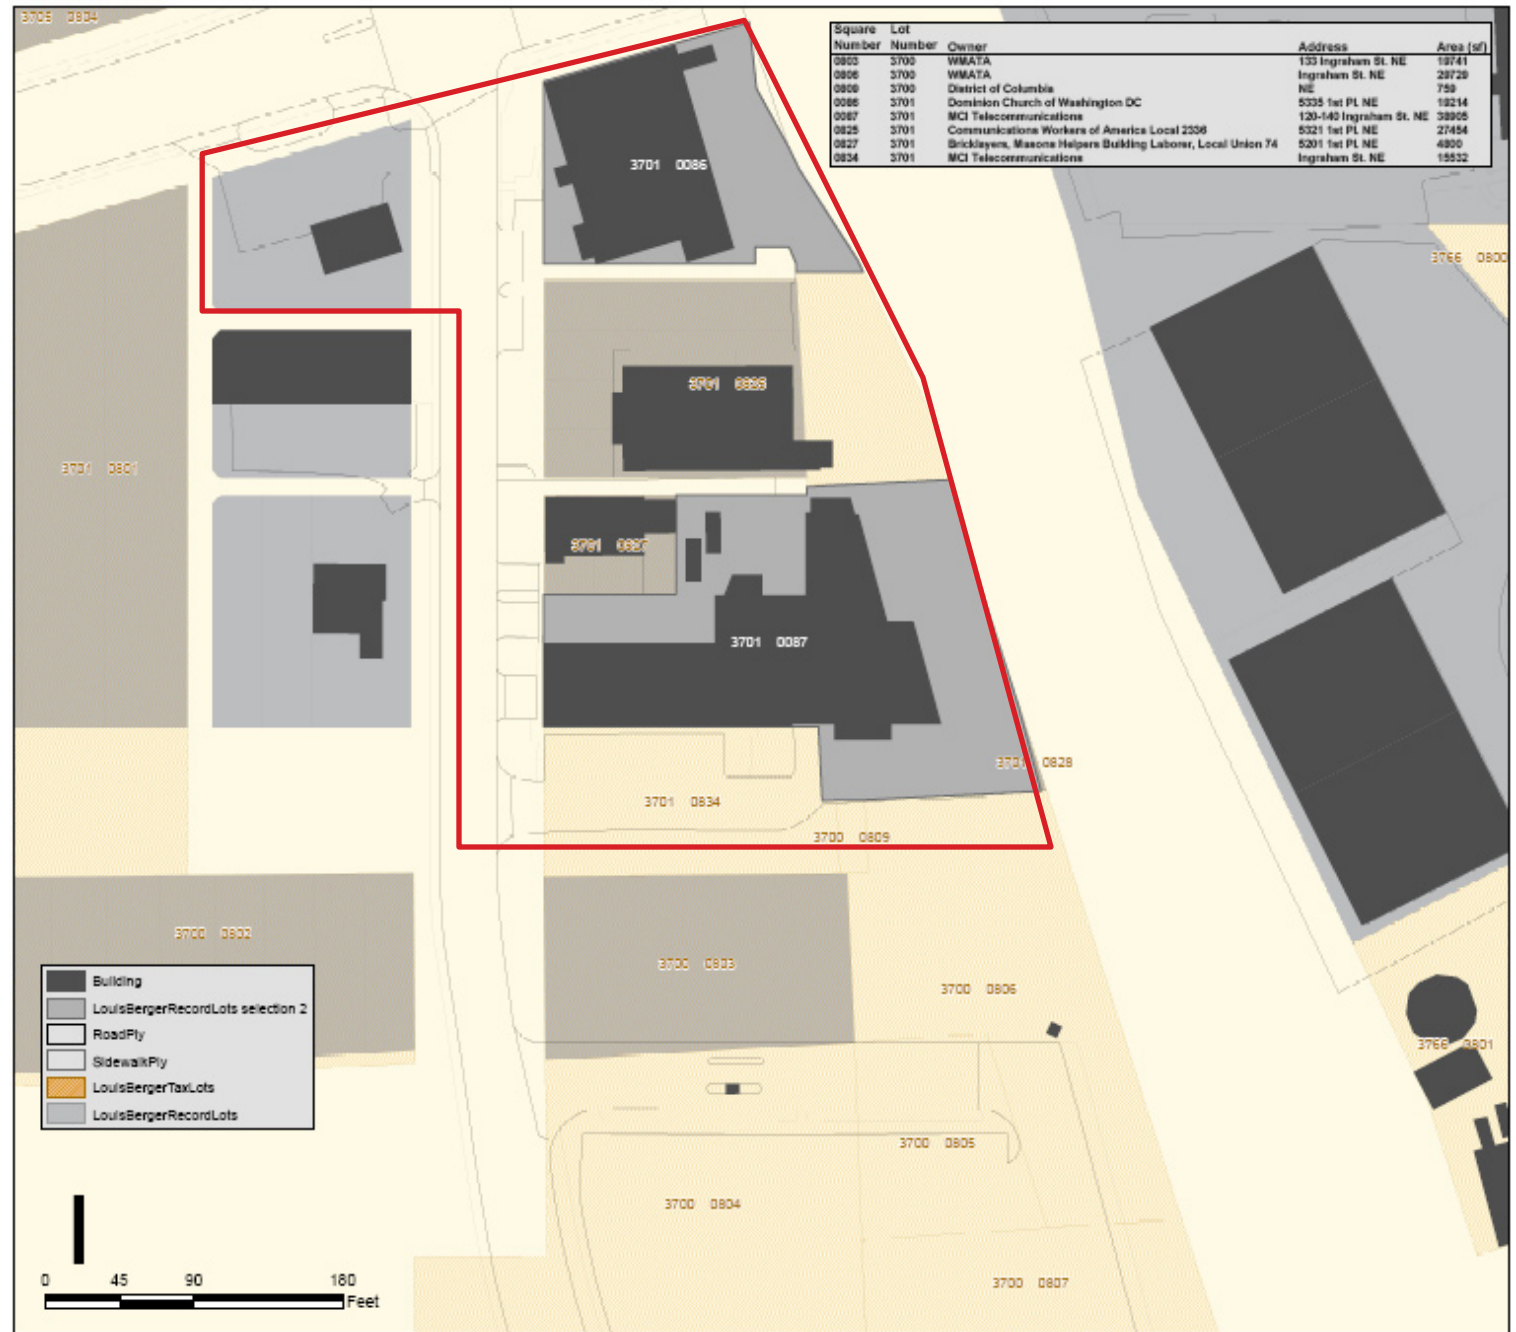 3705 0804
Square Lot
Number Number Owner Address Area (sf)
0803 3700 WMATA 133 Ingraham St. NE 19741
0806 3700 WMATA Ingraham St. NE 29729
0809 3700 District of Columbia NE 759
0086 3701 Dominion Church of Washington DC 5335 1st Pl. NE 19214
0087 3701 MCI Telecommunications 120-140 Ingraham St. NE 38905
0825 3701 Communications Workers of America Local 2336 5321 1st Pl. NE 27454
0827 3701 Bricklayers, Masons Helpers Building Laborer, Local Union 74 5201 1st Pl. NE 4800
0834 3701 MCI Telecommunications Ingraham St. NE 15532
3701 0086
3766 0800
3701 0825
3701 0801
3701 0827
3701 0087
3701 0828
3701 0834
3700 0809
3700 0802
3700 0803
3700 0806
3766 0801
Building
LouisBergerRecordLots selection 2
RoadPly
SidewalkPly
LouisBergerTaxLots
LouisBergerRecordLots
3700 0805
3700 0804
3700 0807
0 45 90 180
Feet